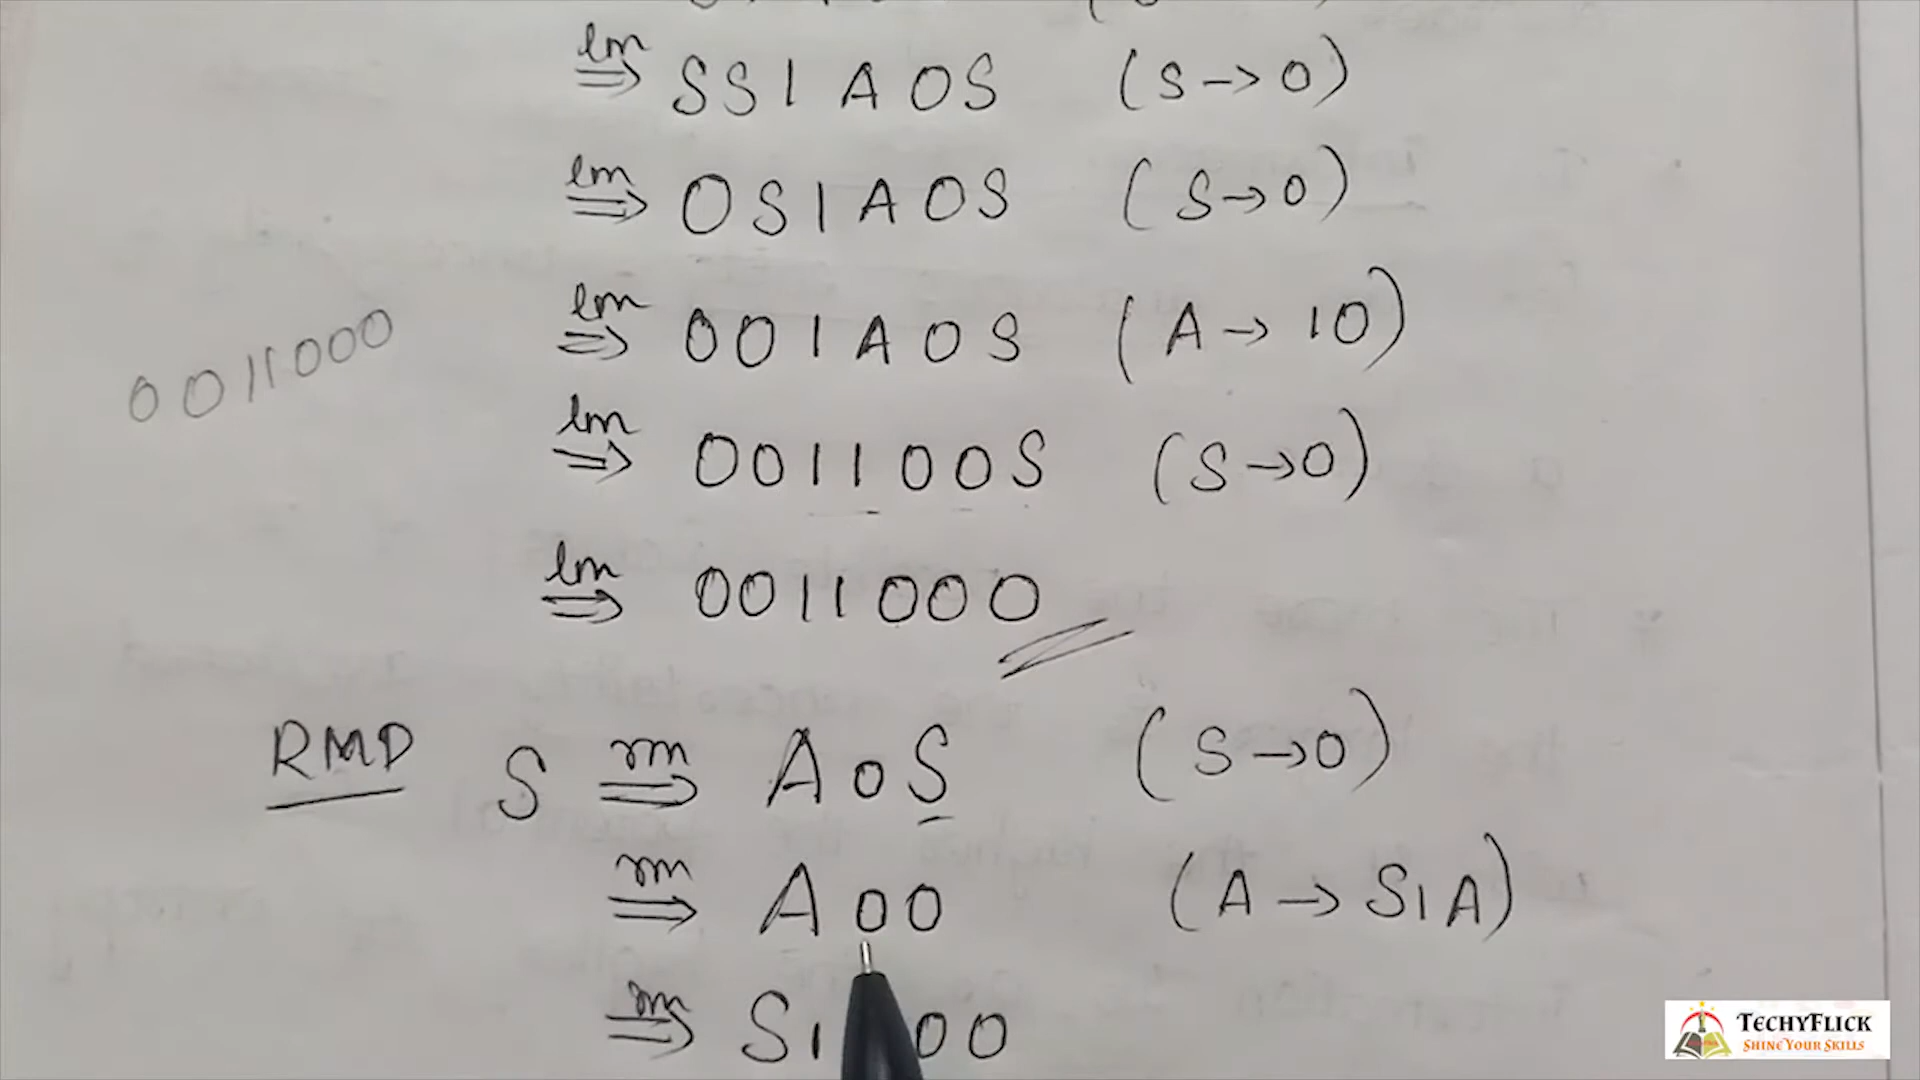 lm ⇒ SS1A0S (S→0)
lm ⇒ 0S1A0S (S→0)
lm ⇒ 001A0S (A→10)
0011000
lm ⇒ 001100S (S→0)
lm ⇒ 0011000
RMD S rm ⇒ A0S (S→0)
rm ⇒ A00 (A→S1A)
rm ⇒ S1 00
TECHYFLICK
SHINE YOUR SKILLS